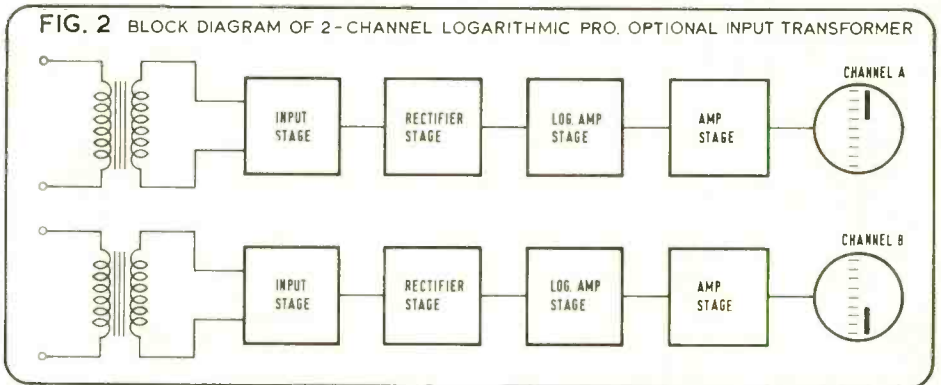 FIG. 2 BLOCK DIAGRAM OF 2-CHANNEL LOGARITHMIC PRO. OPTIONAL INPUT TRANSFORMER
CHANNEL A
INPUT
STAGE
RECTIFIER
STAGE
LOG. AMP
STAGE
AMP
STAGE
CHANNEL B
INPUT
STAGE
RECTIFIER
STAGE
LOG. AMP
STAGE
AMP
STAGE